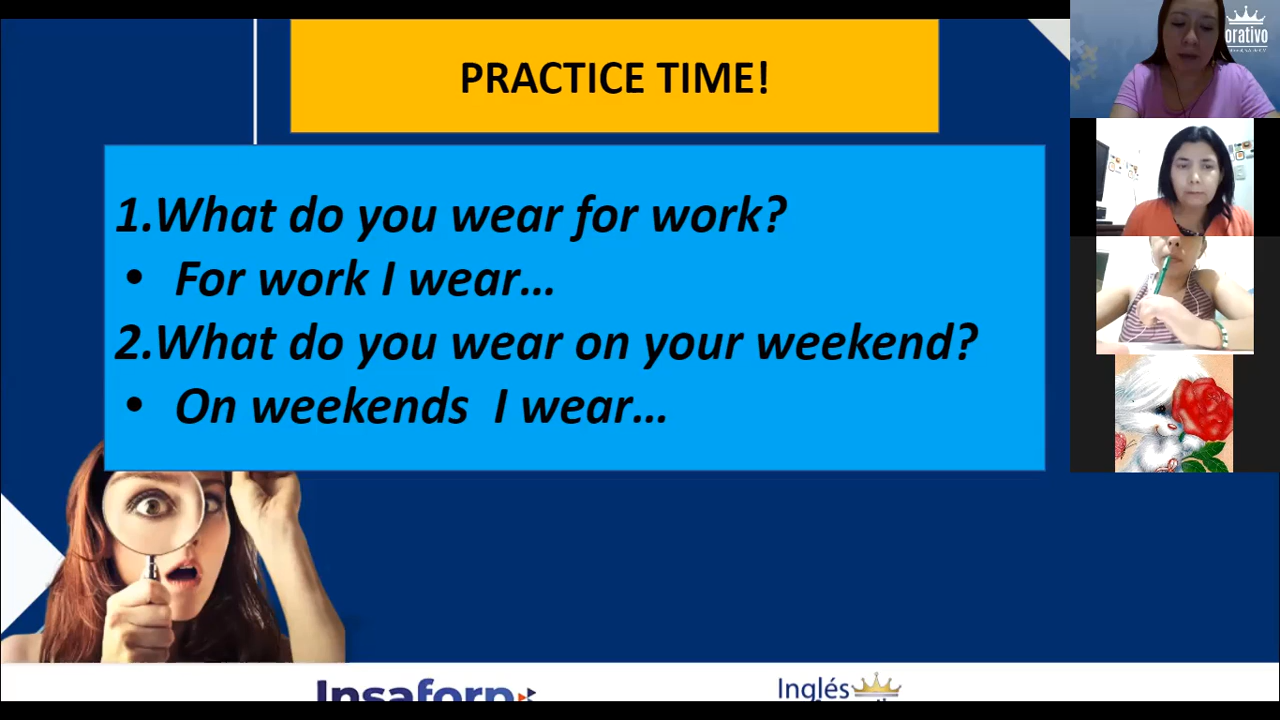 PRACTICE TIME!
orativo
1.What do you wear for work?
• For work I wear...
2.What do you wear on your weekend?
• On weekends I wear...
Insaforp
Inglés